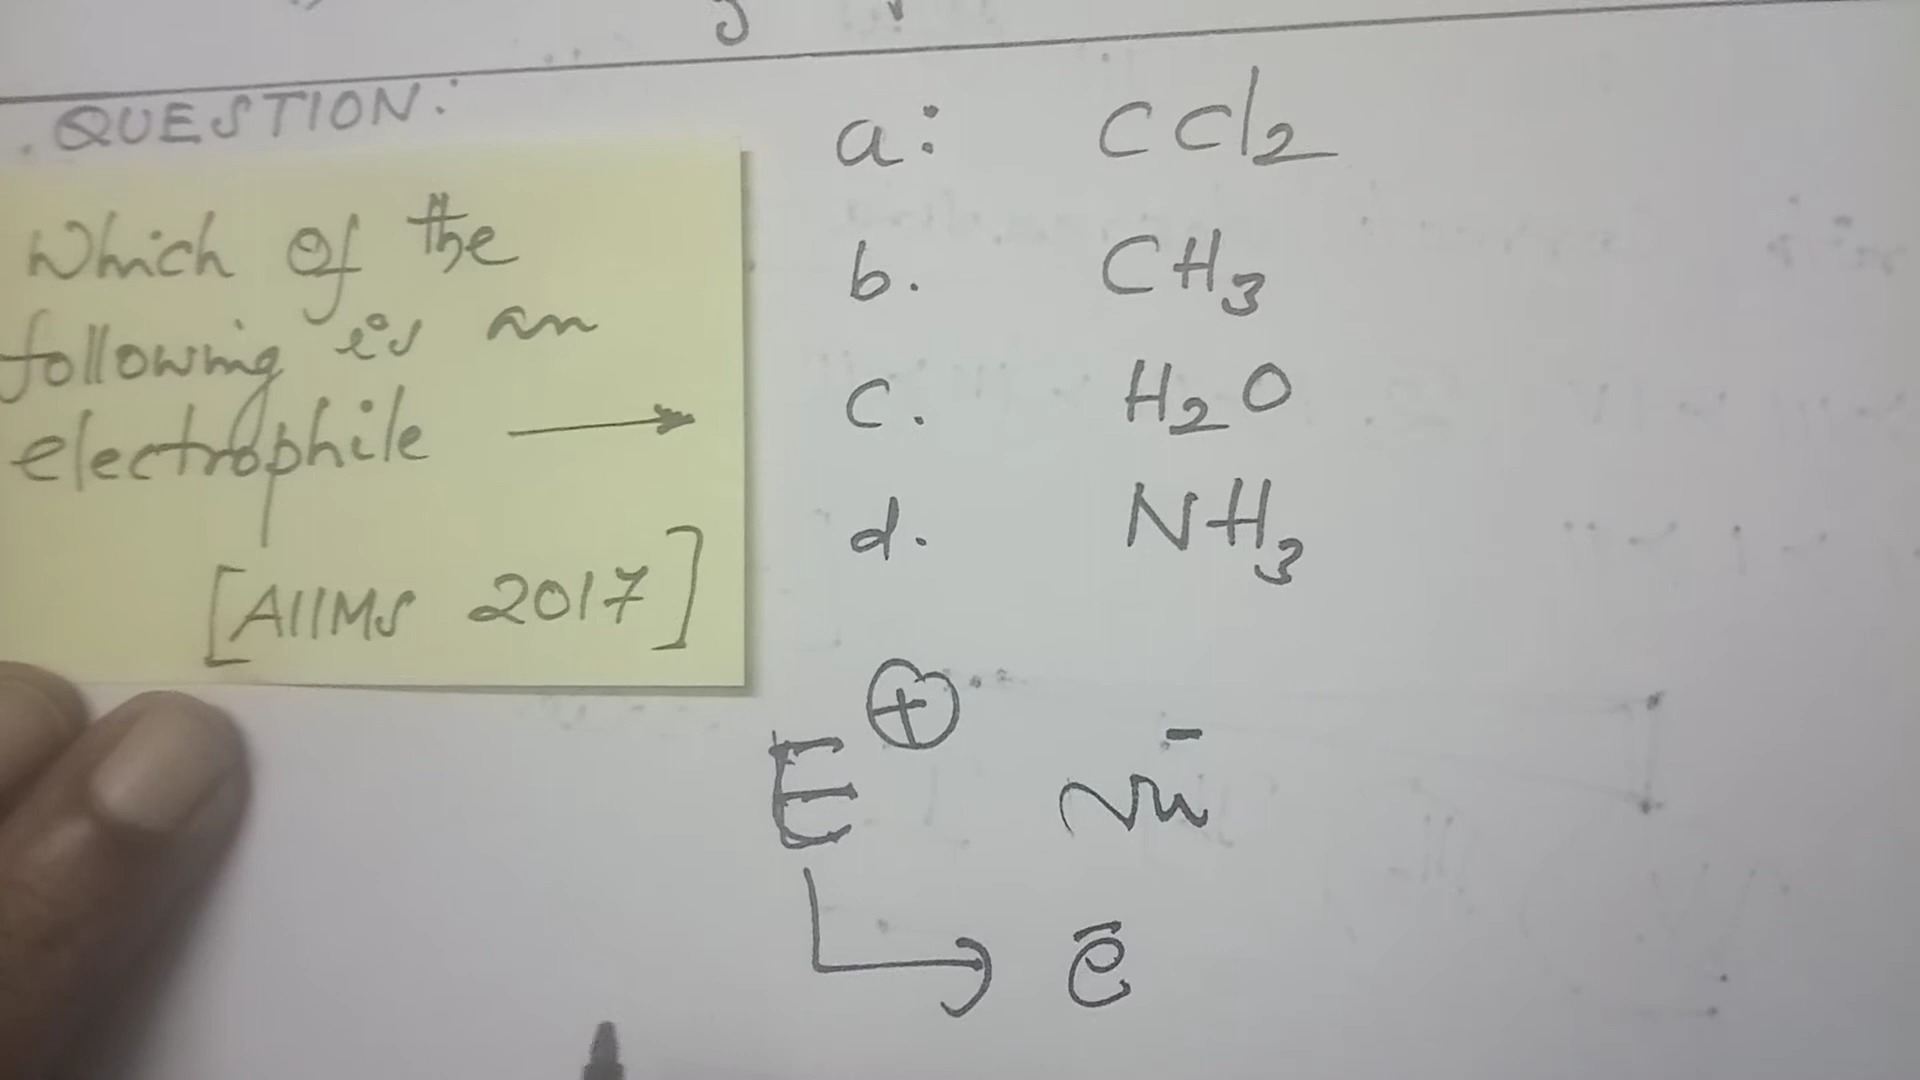 QUESTION:
Which of the
following is an
electrophile →
[AIIMS 2017]
a: CCl2
b. CH3
c. H2O
d. NH3
E⊕ Nu-
e-